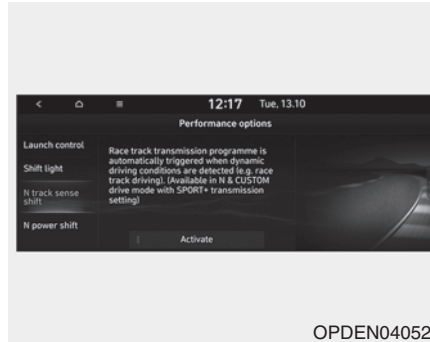 12:17 Tue, 13.10
Performance options
Launch control
Shift light
N track sense
shift
N power shift
Race track transmission programme is
automatically triggered when dynamic
driving conditions are detected (e.g. race
track driving). (Available in N & CUSTOM
drive mode with SPORT+ transmission
setting)
Activate
OPDEN04052